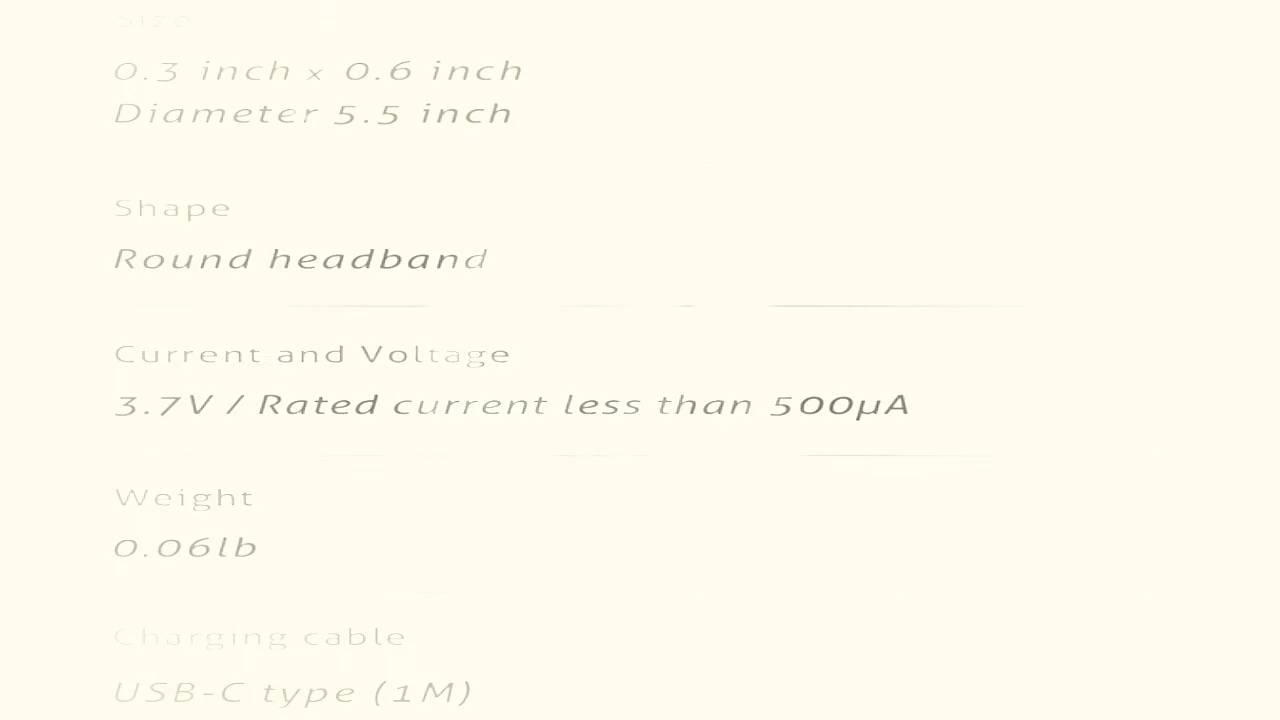 Size
0.3 inch x 0.6 inch
Diameter 5.5 inch
Shape
Round headband
Current and Voltage
3.7V / Rated current less than 500µA
Weight
0.06lb
Charging cable
USB-C type (1M)